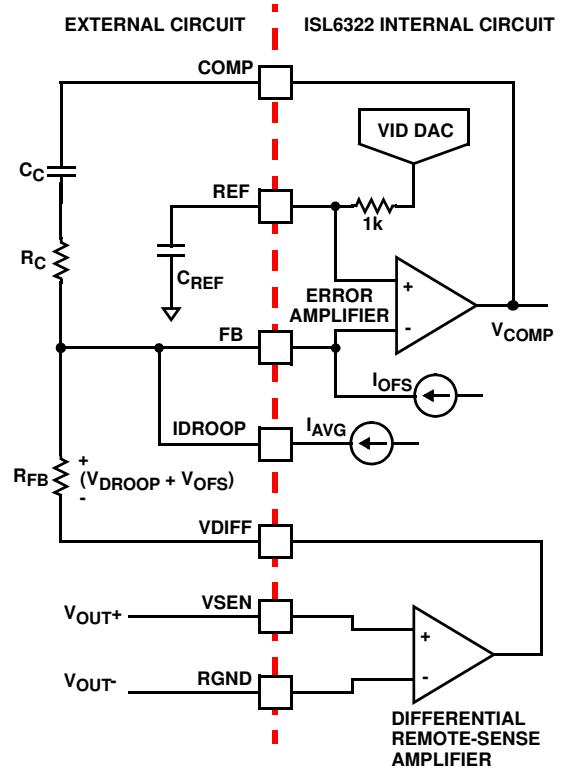 EXTERNAL CIRCUIT
ISL6322 INTERNAL CIRCUIT
COMP
VID DAC
C_C
REF
1k
R_C
C_REF
ERROR
AMPLIFIER
+
-
FB
V_COMP
I_OFS
IDROOP
I_AVG
R_FB
+
(V_DROOP + V_OFS)
-
VDIFF
VSEN
V_OUT+
+
RGND
V_OUT-
-
DIFFERENTIAL
REMOTE-SENSE
AMPLIFIER